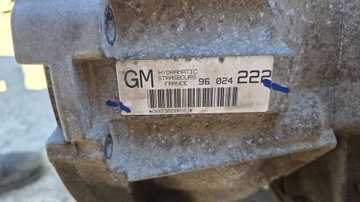 GM HYDRAMATIC
STRASBOURG
FRANCE 96 024 222